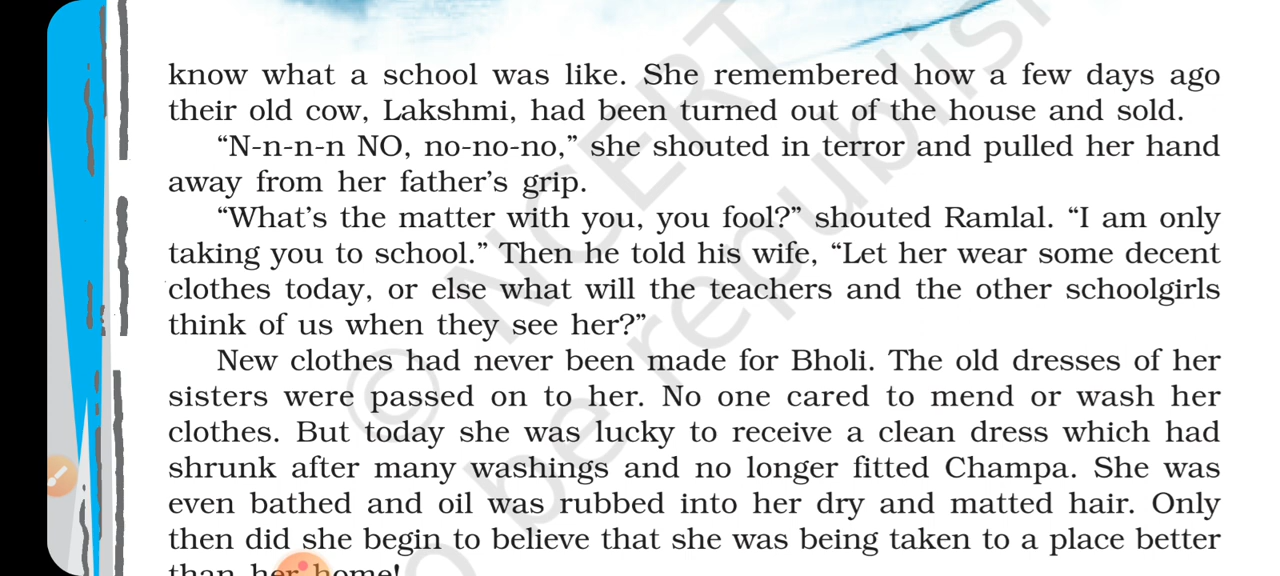 know what a school was like. She remembered how a few days ago
their old cow, Lakshmi, had been turned out of the house and sold.
“N-n-n-n NO, no-no-no,” she shouted in terror and pulled her hand
away from her father’s grip.
“What’s the matter with you, you fool?” shouted Ramlal. “I am only
taking you to school.” Then he told his wife, “Let her wear some decent
clothes today, or else what will the teachers and the other schoolgirls
think of us when they see her?”
New clothes had never been made for Bholi. The old dresses of her
sisters were passed on to her. No one cared to mend or wash her
clothes. But today she was lucky to receive a clean dress which had
shrunk after many washings and no longer fitted Champa. She was
even bathed and oil was rubbed into her dry and matted hair. Only
then did she begin to believe that she was being taken to a place better
than her home!
© NCERT
be republish